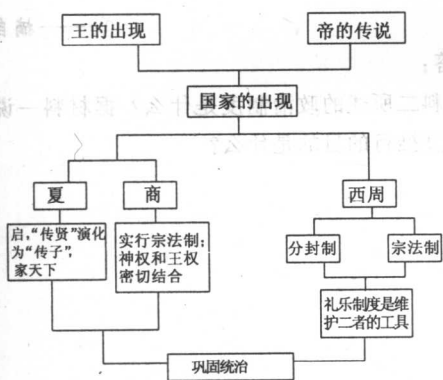 王的出现
帝的传说
国家的出现
夏
商
西周
启,“传贤”演化
为“传子”,
家天下
实行宗法制;
神权和王权
密切结合
分封制
宗法制
礼乐制度是维
护二者的工具
巩固统治